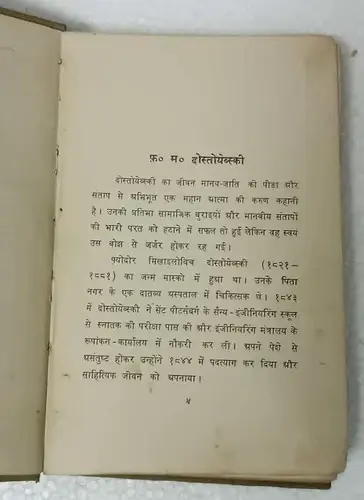 फ़० म० दोस्तोयेव्स्की
दोस्तोयेव्स्की का जीवन मानव-जाति की पीडा और
संताप से अभिभूत एक महान आत्मा की करुण कहानी
है। उनकी प्रतिभा सामाजिक बुराइयों और मानवीय संतापों
की भारी परत को हटाने में सफल तो हुई लेकिन वह स्वयं
उस बोझ से जर्जर होकर रह गई।
फ़्योदोर मिखाइलोविच दोस्तोयेव्स्की (१८२१-
१८८१) का जन्म मास्को में हुआ था। उनके पिता
नगर के एक दातव्य अस्पताल में चिकित्सक थे। १८४३
में दोस्तोयेव्स्की ने सेंट पीटर्सबर्ग के सैन्य-इंजीनियरिंग स्कूल
से स्नातक की परीक्षा पास की और इंजीनियरिंग मंत्रालय के
रूपांकन-कार्यालय में नौकरी कर ली। अपने पेशे से
असंतुष्ट होकर उन्होंने १८४४ में पदत्याग कर दिया और
साहित्यिक जीवन को अपनाया।
५